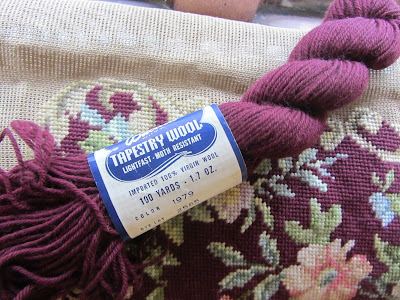 TAPESTRY WOOL
LIGHTFAST - MOTH RESISTANT
IMPORTED 100% VIRGIN WOOL
100 YARDS - 1.7 OZ.
COLOR 1979